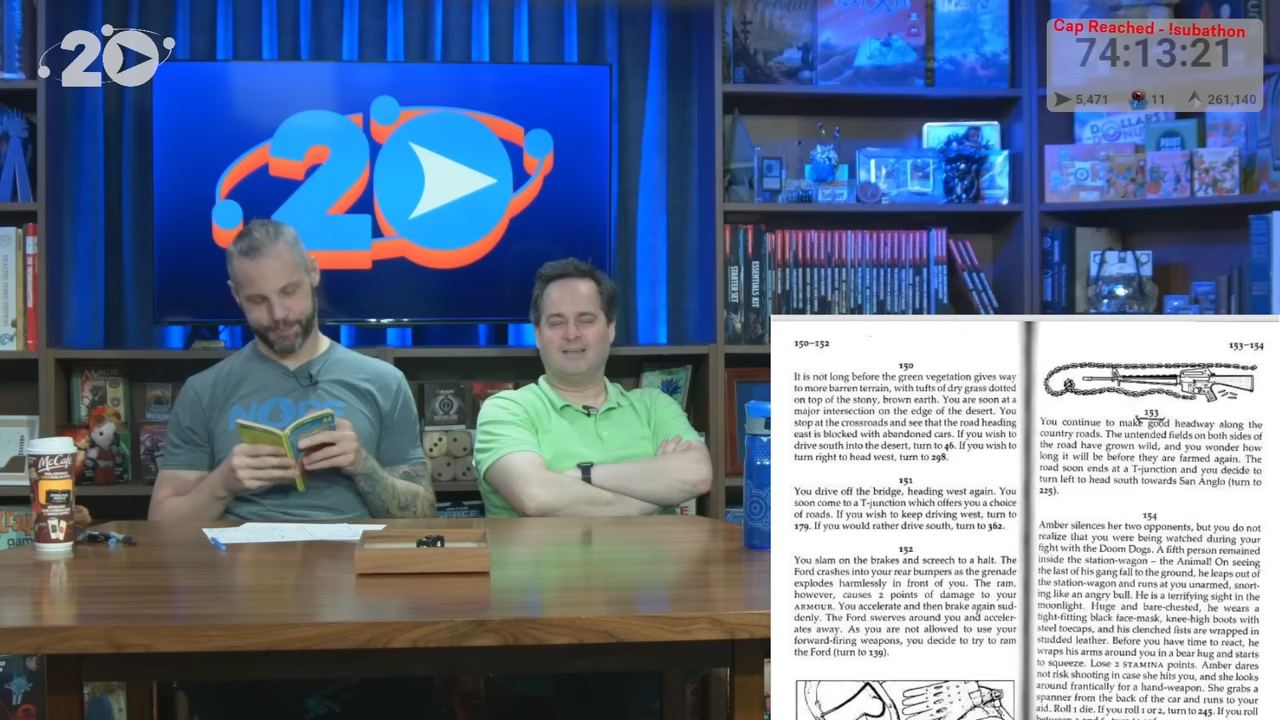 20
Cap Reached - !subathon
74:13:21
5,471
11
261,140
20
DOLLARS
STARTER SET
ESSENTIALS KIT
MAGIC
NOPE
McCafé
150–152
150
It is not long before the green vegetation gives way
to more barren terrain, with tufts of dry grass dotted
on top of the stony, brown earth. You are soon at a
major intersection on the edge of the desert. You
stop at the crossroads and see that the road heading
east is blocked with abandoned cars. If you wish to
drive south into the desert, turn to 46. If you wish to
turn right to head west, turn to 298.
151
You drive off the bridge, heading west again. You
soon come to a T-junction which offers you a choice
of roads. If you wish to keep driving west, turn to
179. If you would rather drive south, turn to 362.
152
You slam on the brakes and screech to a halt. The
Ford crashes into your rear bumpers as the grenade
explodes harmlessly in front of you. The ram,
however, causes 2 points of damage to your
ARMOUR. You accelerate and then brake again sud-
denly. The Ford swerves around you and acceler-
ates away. As you are not allowed to use your
forward-firing weapons, you decide to try to ram
the Ford (turn to 139).
153–154
153
You continue to make good headway along the
country roads. The untended fields on both sides of
the road have grown wild, and you wonder how
long it will be before they are farmed again. The
road soon ends at a T-junction and you decide to
turn left to head south towards San Anglo (turn to
225).
154
Amber silences her two opponents, but you do not
realize that you were being watched during your
fight with the Doom Dogs. A fifth person remained
inside the station-wagon – the Animal! On seeing
the last of his gang fall to the ground, he leaps out of
the station-wagon and runs at you unarmed, snort-
ing like an angry bull. He is a terrifying sight in the
moonlight. Huge and bare-chested, he wears a
tight-fitting black face-mask, knee-high boots with
steel toecaps, and his clenched fists are wrapped in
studded leather. Before you have time to react, he
wraps his arms around you in a bear hug and starts
to squeeze. Lose 2 STAMINA points. Amber dares
not risk shooting in case she hits you, and she looks
around frantically for a hand-weapon. She grabs a
spanner from the back of the car and runs to your
aid. Roll 1 die. If you roll 1 or 2, turn to 245. If you roll